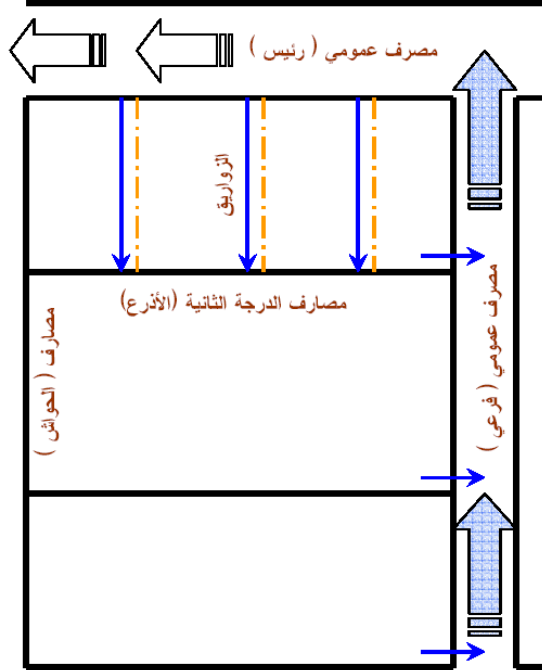 مصرف عمومي ( رئيس )
الزواريق
مصارف الدرجة الثانية (الأذرع)
مصارف ( الحواش )
مصرف عمومي ( فرعي )